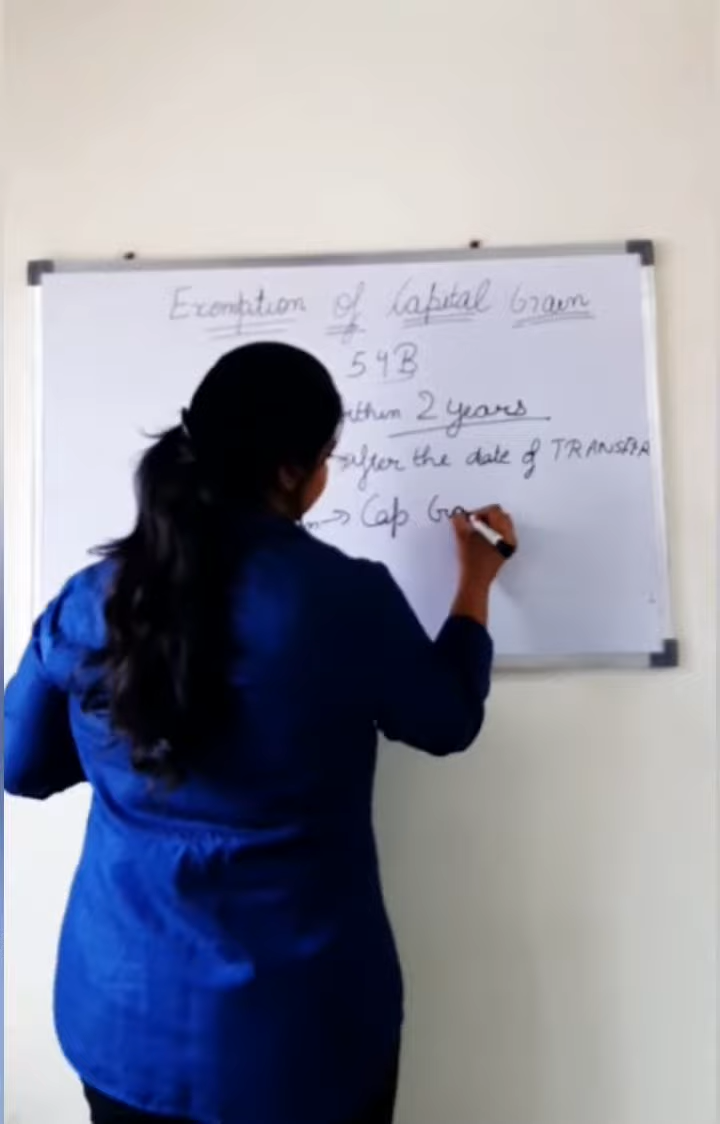 Exemption of Capital Gain
54B
within 2 years
after the date of TRANSFER
→ Cap. Ga